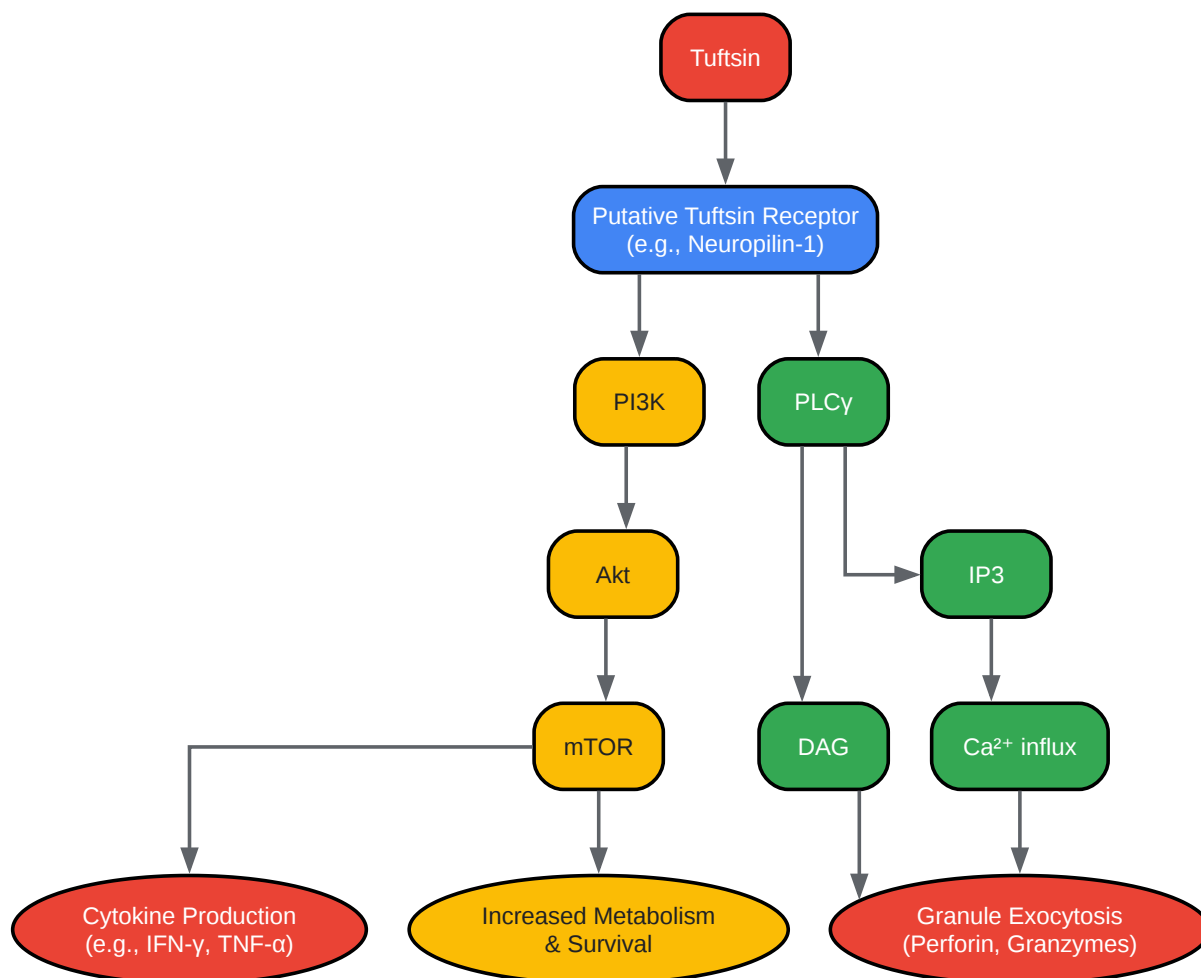 Tuftsin
Putative Tuftsin Receptor
(e.g., Neuropilin-1)
PI3K
PLCγ
Akt
IP3
mTOR
DAG
Ca²⁺ influx
Cytokine Production
(e.g., IFN-γ, TNF-α)
Increased Metabolism
& Survival
Granule Exocytosis
(Perforin, Granzymes)